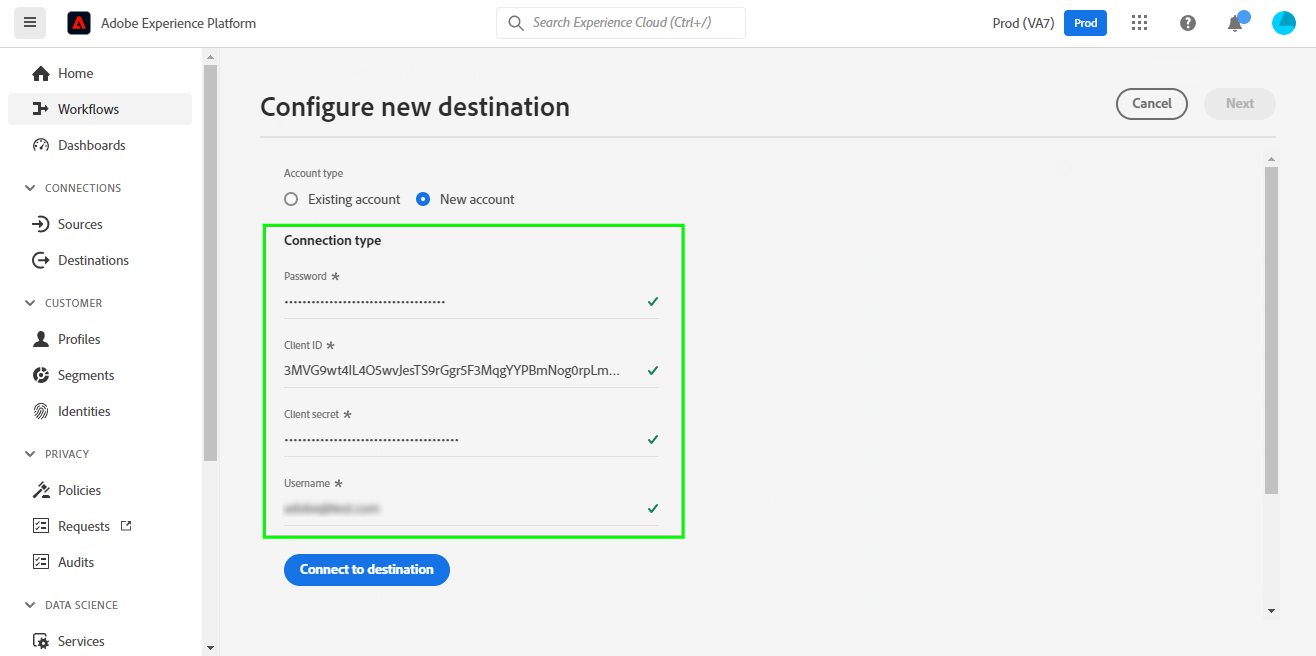 Adobe Experience Platform
Search Experience Cloud (Ctrl+/)
Prod (VA7)
Prod
Home
Workflows
Dashboards
CONNECTIONS
Sources
Destinations
CUSTOMER
Profiles
Segments
Identities
PRIVACY
Policies
Requests
Audits
DATA SCIENCE
Services
Configure new destination
Cancel
Next
Account type
Existing account
New account
Connection type
Password *
••••••••••••••••••••••••••••••••••••
Client ID *
Client secret *
•••••••••••••••••••••••••••••••••••••••
Username *
Connect to destination